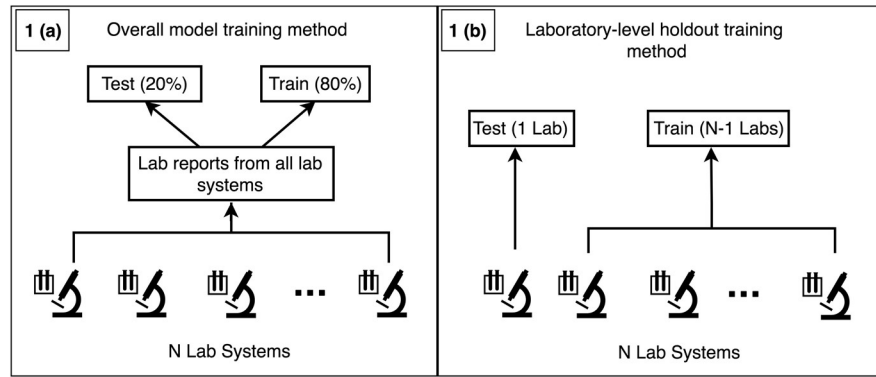 1 (a)
Overall model training method
Test (20%)
Train (80%)
Lab reports from all lab
systems
...
N Lab Systems
1 (b)
Laboratory-level holdout training
method
Test (1 Lab)
Train (N-1 Labs)
...
N Lab Systems